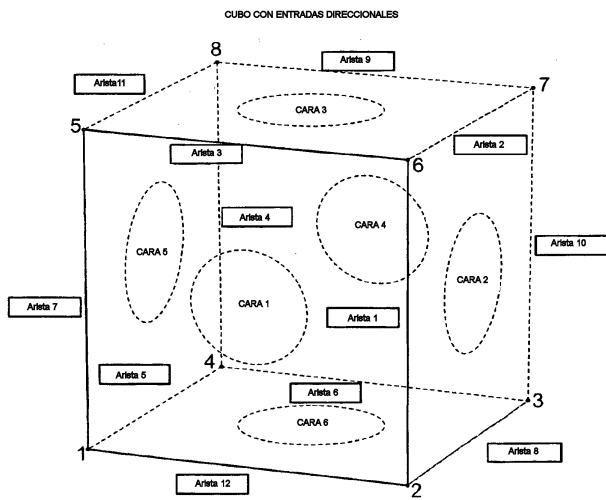 CUBO CON ENTRADAS DIRECCIONALES
8
Arista 9
Arista11
7
CARA 3
5
Arista 3
Arista 2
6
Arista 4
CARA 4
CARA 5
Arista 10
CARA 2
CARA 1
Arista 7
Arista 1
4
Arista 5
Arista 6
3
CARA 6
1
Arista 8
Arista 12
2